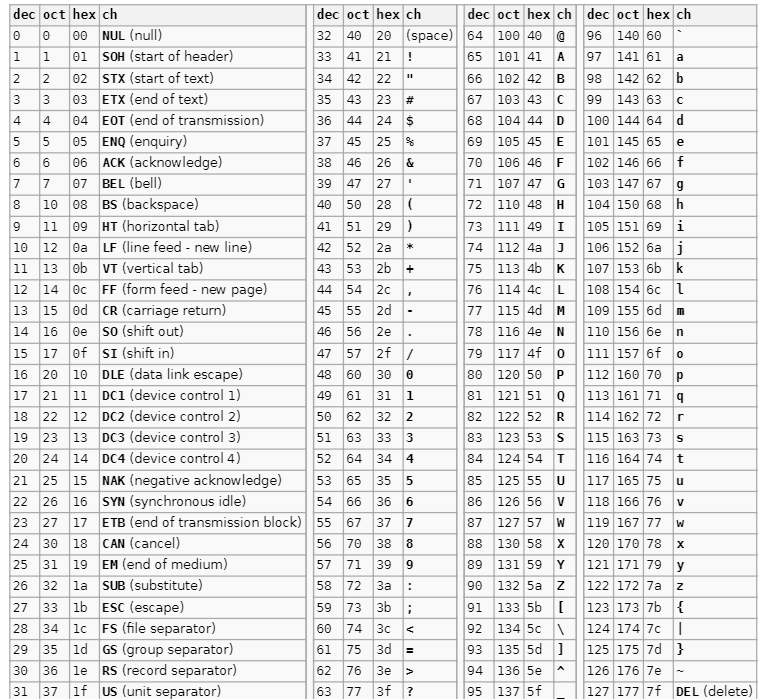 dec oct hex ch dec oct hex ch dec oct hex ch dec oct hex ch
0 0 00 NUL (null) 32 40 20 (space) 64 100 40 @ 96 140 60 `
1 1 01 SOH (start of header) 33 41 21 ! 65 101 41 A 97 141 61 a
2 2 02 STX (start of text) 34 42 22 " 66 102 42 B 98 142 62 b
3 3 03 ETX (end of text) 35 43 23 # 67 103 43 C 99 143 63 c
4 4 04 EOT (end of transmission) 36 44 24 $ 68 104 44 D 100 144 64 d
5 5 05 ENQ (enquiry) 37 45 25 % 69 105 45 E 101 145 65 e
6 6 06 ACK (acknowledge) 38 46 26 & 70 106 46 F 102 146 66 f
7 7 07 BEL (bell) 39 47 27 ' 71 107 47 G 103 147 67 g
8 10 08 BS (backspace) 40 50 28 ( 72 110 48 H 104 150 68 h
9 11 09 HT (horizontal tab) 41 51 29 ) 73 111 49 I 105 151 69 i
10 12 0a LF (line feed - new line) 42 52 2a * 74 112 4a J 106 152 6a j
11 13 0b VT (vertical tab) 43 53 2b + 75 113 4b K 107 153 6b k
12 14 0c FF (form feed - new page) 44 54 2c , 76 114 4c L 108 154 6c l
13 15 0d CR (carriage return) 45 55 2d - 77 115 4d M 109 155 6d m
14 16 0e SO (shift out) 46 56 2e . 78 116 4e N 110 156 6e n
15 17 0f SI (shift in) 47 57 2f / 79 117 4f O 111 157 6f o
16 20 10 DLE (data link escape) 48 60 30 0 80 120 50 P 112 160 70 p
17 21 11 DC1 (device control 1) 49 61 31 1 81 121 51 Q 113 161 71 q
18 22 12 DC2 (device control 2) 50 62 32 2 82 122 52 R 114 162 72 r
19 23 13 DC3 (device control 3) 51 63 33 3 83 123 53 S 115 163 73 s
20 24 14 DC4 (device control 4) 52 64 34 4 84 124 54 T 116 164 74 t
21 25 15 NAK (negative acknowledge) 53 65 35 5 85 125 55 U 117 165 75 u
22 26 16 SYN (synchronous idle) 54 66 36 6 86 126 56 V 118 166 76 v
23 27 17 ETB (end of transmission block) 55 67 37 7 87 127 57 W 119 167 77 w
24 30 18 CAN (cancel) 56 70 38 8 88 130 58 X 120 170 78 x
25 31 19 EM (end of medium) 57 71 39 9 89 131 59 Y 121 171 79 y
26 32 1a SUB (substitute) 58 72 3a : 90 132 5a Z 122 172 7a z
27 33 1b ESC (escape) 59 73 3b ; 91 133 5b [ 123 173 7b {
28 34 1c FS (file separator) 60 74 3c < 92 134 5c \ 124 174 7c |
29 35 1d GS (group separator) 61 75 3d = 93 135 5d ] 125 175 7d }
30 36 1e RS (record separator) 62 76 3e > 94 136 5e ^ 126 176 7e ~
31 37 1f US (unit separator) 63 77 3f ? 95 137 5f _ 127 177 7f DEL (delete)